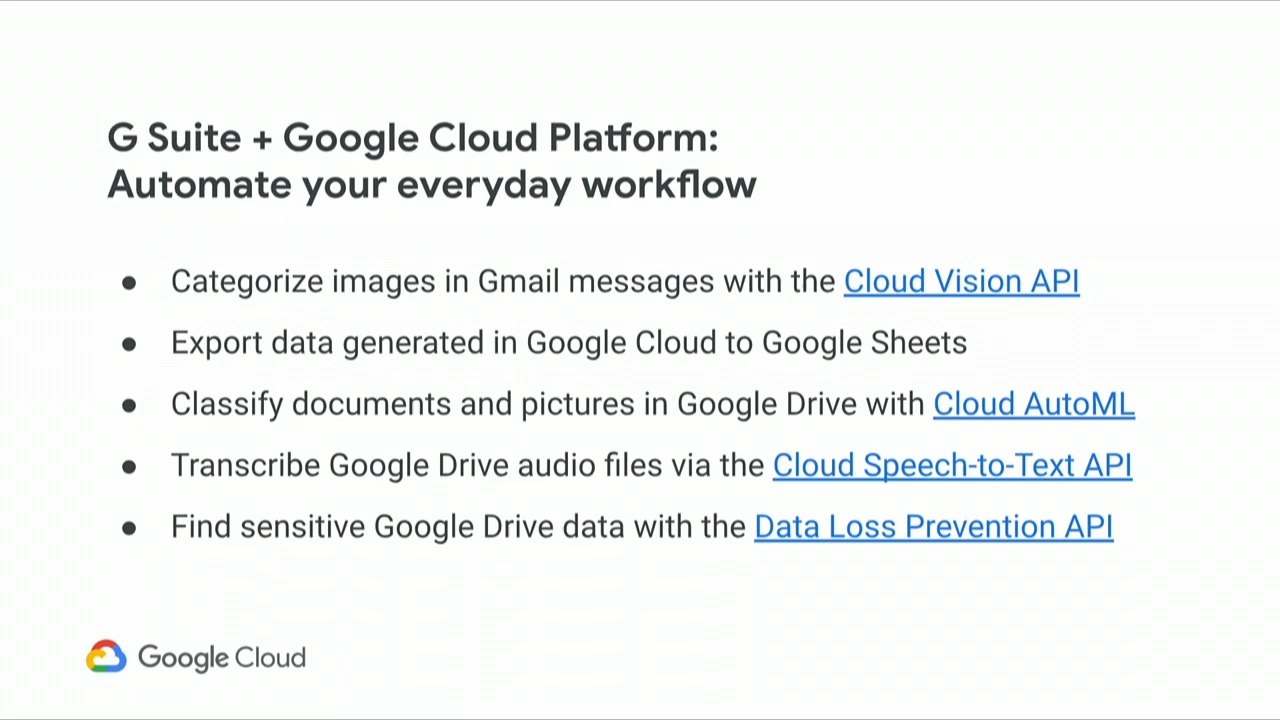 G Suite + Google Cloud Platform:
Automate your everyday workflow
● Categorize images in Gmail messages with the Cloud Vision API
● Export data generated in Google Cloud to Google Sheets
● Classify documents and pictures in Google Drive with Cloud AutoML
● Transcribe Google Drive audio files via the Cloud Speech-to-Text API
● Find sensitive Google Drive data with the Data Loss Prevention API
Google Cloud